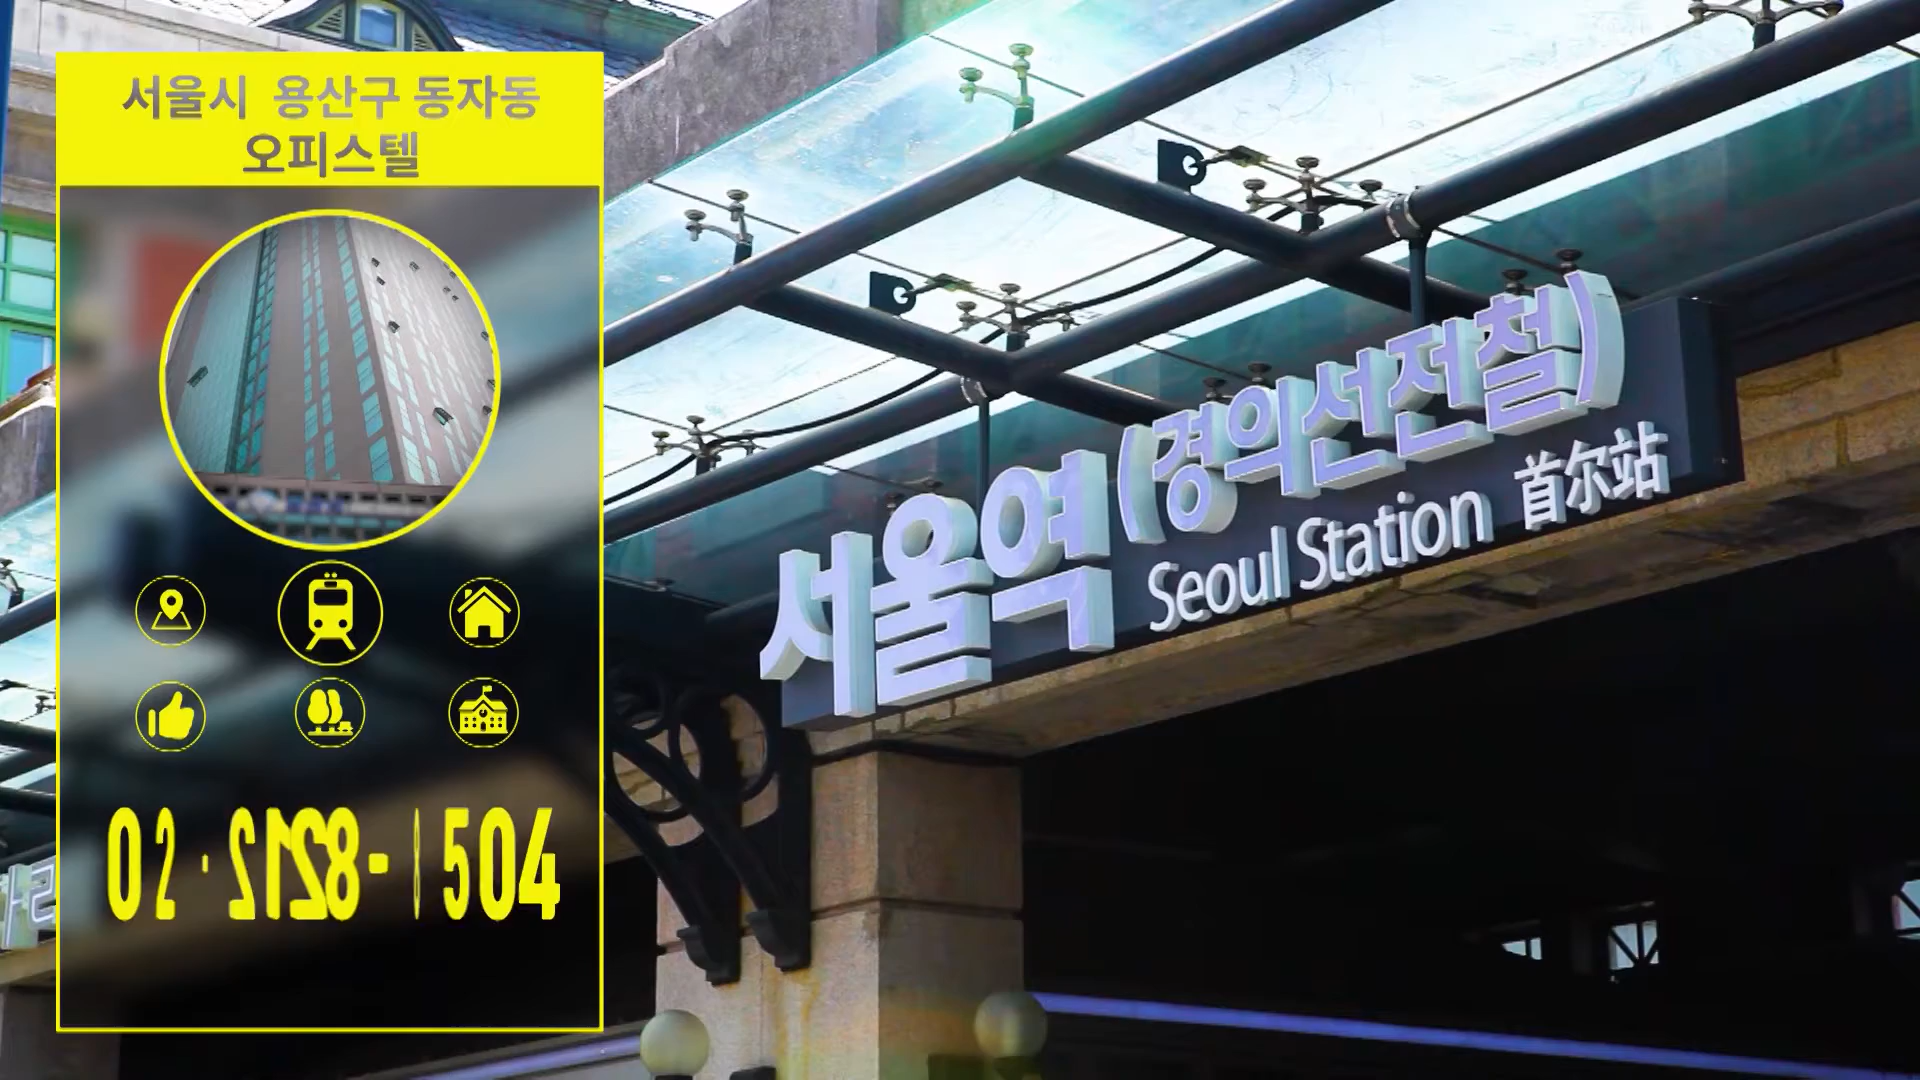 서울시 용산구 동자동
오피스텔
02-2128-1504
서울역(경의선전철)
Seoul Station 首尔站